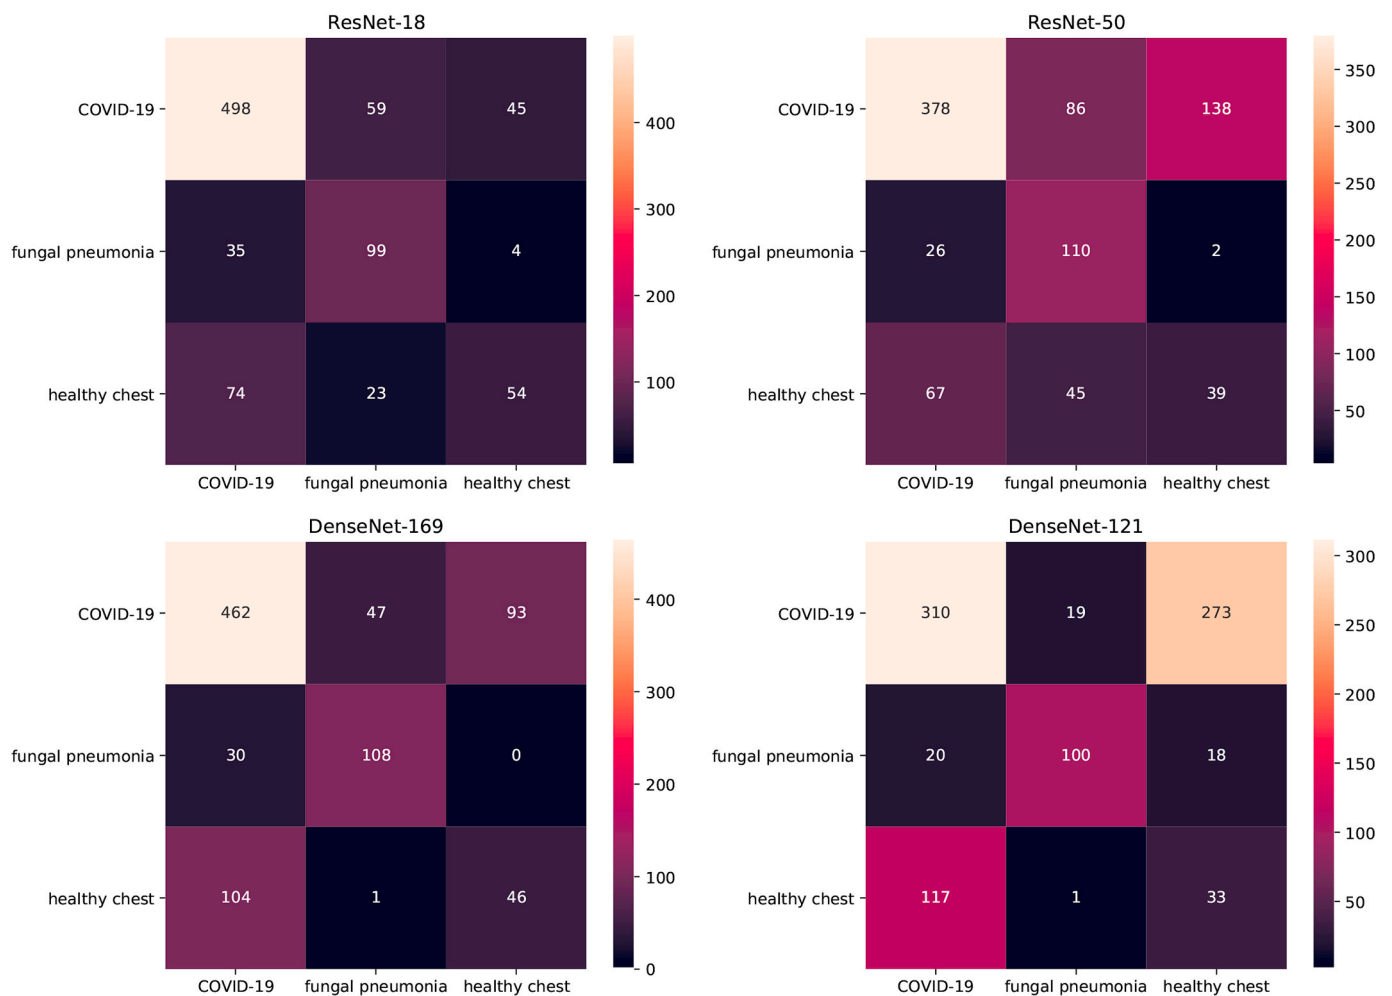 ResNet-18
COVID-19 498 59 45
fungal pneumonia 35 99 4
healthy chest 74 23 54
COVID-19 fungal pneumonia healthy chest
400
300
200
100
ResNet-50
COVID-19 378 86 138
fungal pneumonia 26 110 2
healthy chest 67 45 39
COVID-19 fungal pneumonia healthy chest
350
300
250
200
150
100
50
DenseNet-169
COVID-19 462 47 93
fungal pneumonia 30 108 0
healthy chest 104 1 46
COVID-19 fungal pneumonia healthy chest
400
300
200
100
0
DenseNet-121
COVID-19 310 19 273
fungal pneumonia 20 100 18
healthy chest 117 1 33
COVID-19 fungal pneumonia healthy chest
300
250
200
150
100
50